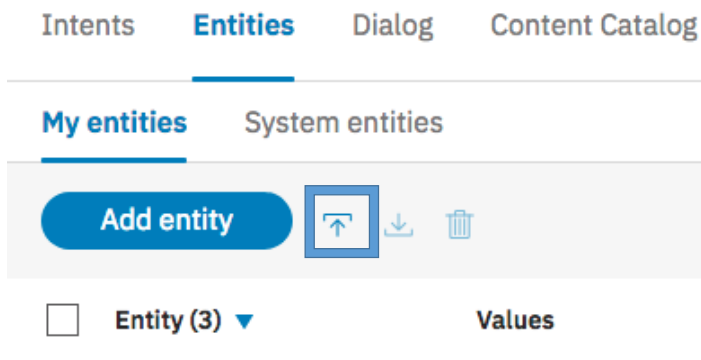 Intents Entities Dialog Content Catalog
My entities System entities
Add entity
Entity (3) Values